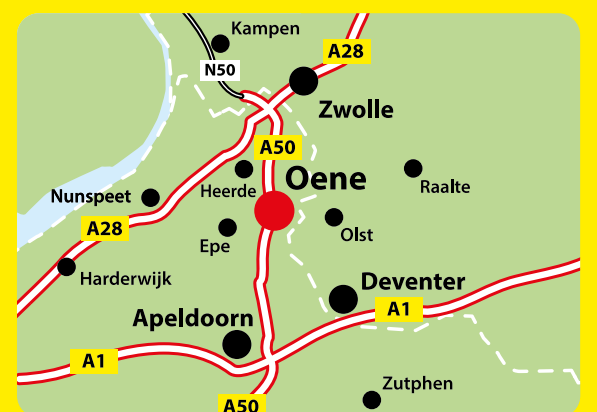 Kampen
A28
N50
Zwolle
A50
Oene
Heerde
Raalte
Nunspeet
A28
Epe
Olst
Harderwijk
Deventer
A1
Apeldoorn
A1
Zutphen
A50